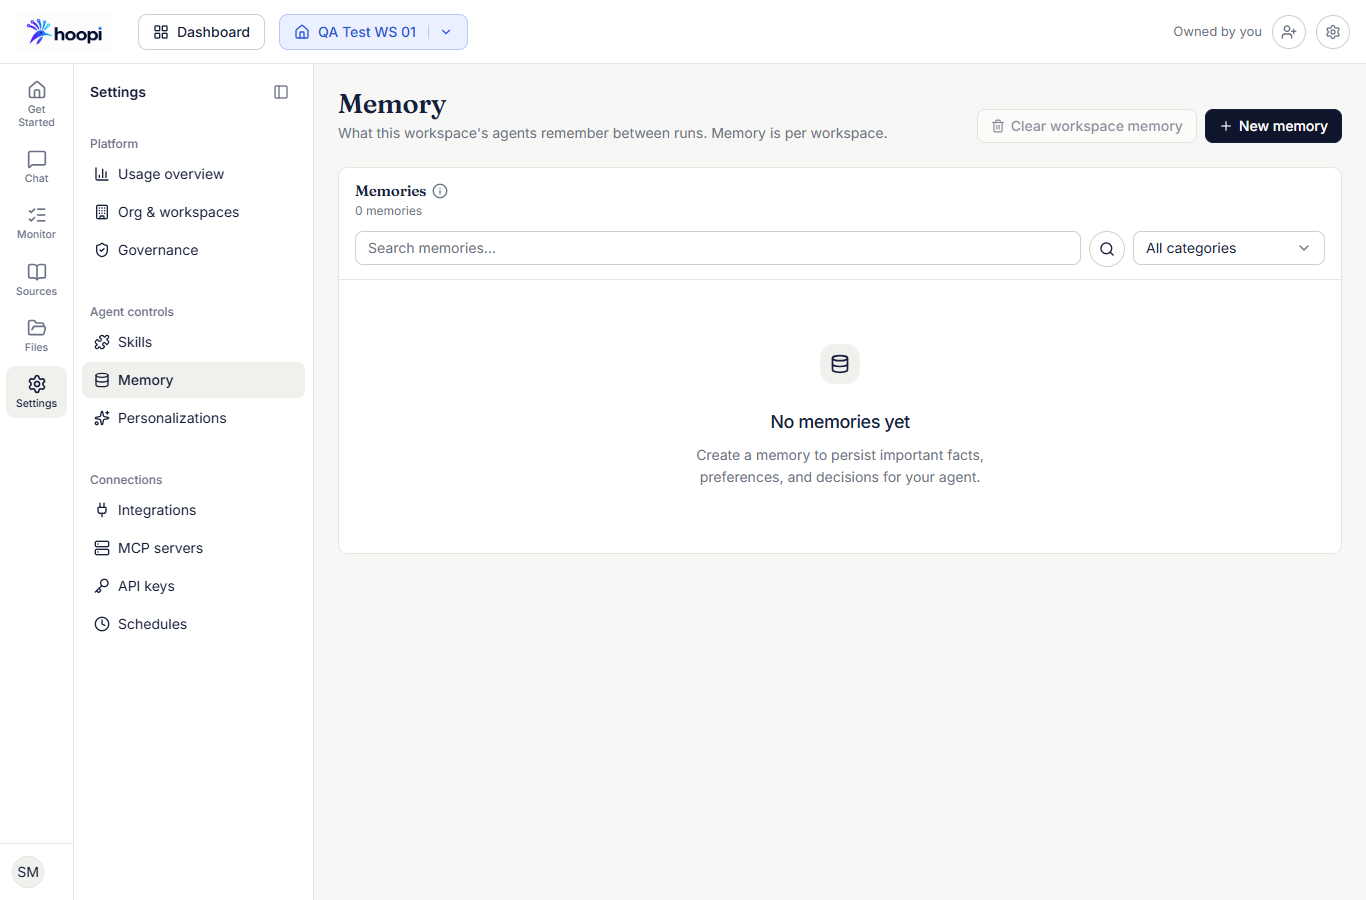 hoopi
Dashboard
QA Test WS 01
Owned by you
Get
Started
Chat
Monitor
Sources
Files
Settings
SM
Settings
Platform
Usage overview
Org & workspaces
Governance
Agent controls
Skills
Memory
Personalizations
Connections
Integrations
MCP servers
API keys
Schedules
Memory
What this workspace's agents remember between runs. Memory is per workspace.
Clear workspace memory
New memory
Memories
0 memories
Search memories...
All categories
No memories yet
Create a memory to persist important facts,
preferences, and decisions for your agent.